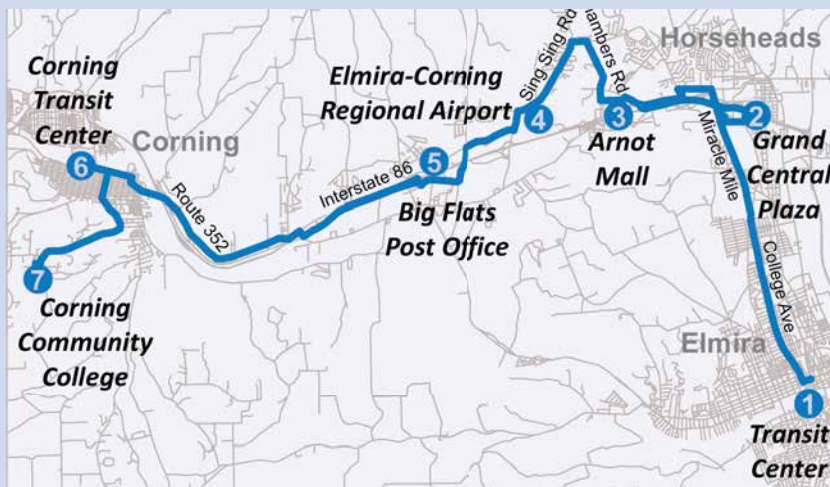 Corning
Transit
Center
Elmira-Corning
Regional Airport
Sing Sing Rd
hambers Rd
Horseheads
Corning
6
Route 352
Interstate 86
5
4
3
2
Arnot
Mall
Miracle Mile
Grand
Central
Plaza
Big Flats
Post Office
College Ave
7
Corning
Community
College
Elmira
1
Transit
Center